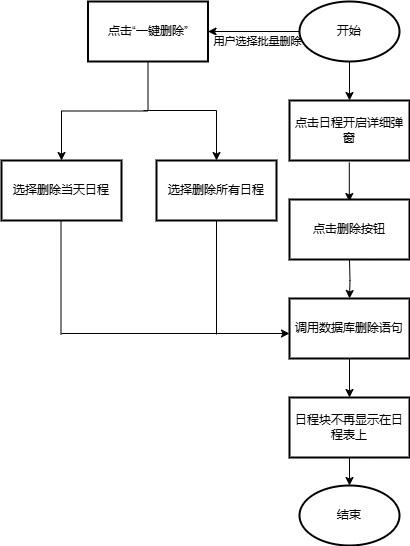 点击“一键删除”
开始
用户选择批量删除
点击日程开启详细弹
窗
选择删除当天日程
选择删除所有日程
点击删除按钮
调用数据库删除语句
日程块不再显示在日
程表上
结束